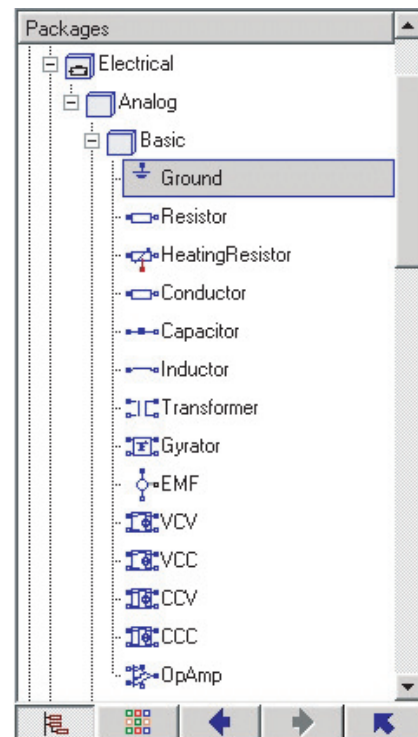 Packages
Electrical
Analog
Basic
Ground
Resistor
HeatingResistor
Conductor
Capacitor
Inductor
Transformer
Gyrator
EMF
VCV
VCC
CCV
CCC
OpAmp